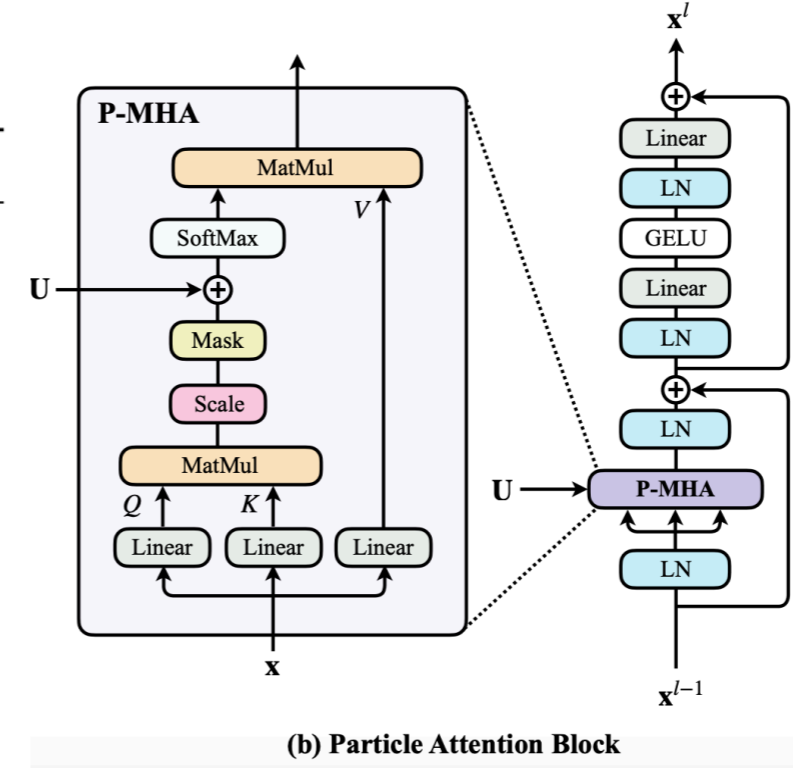 P-MHA
MatMul
V
SoftMax
U
Mask
Scale
MatMul
Q
K
Linear
Linear
Linear
x
x^l
Linear
LN
GELU
Linear
LN
LN
U
P-MHA
LN
x^{l-1}
(b) Particle Attention Block